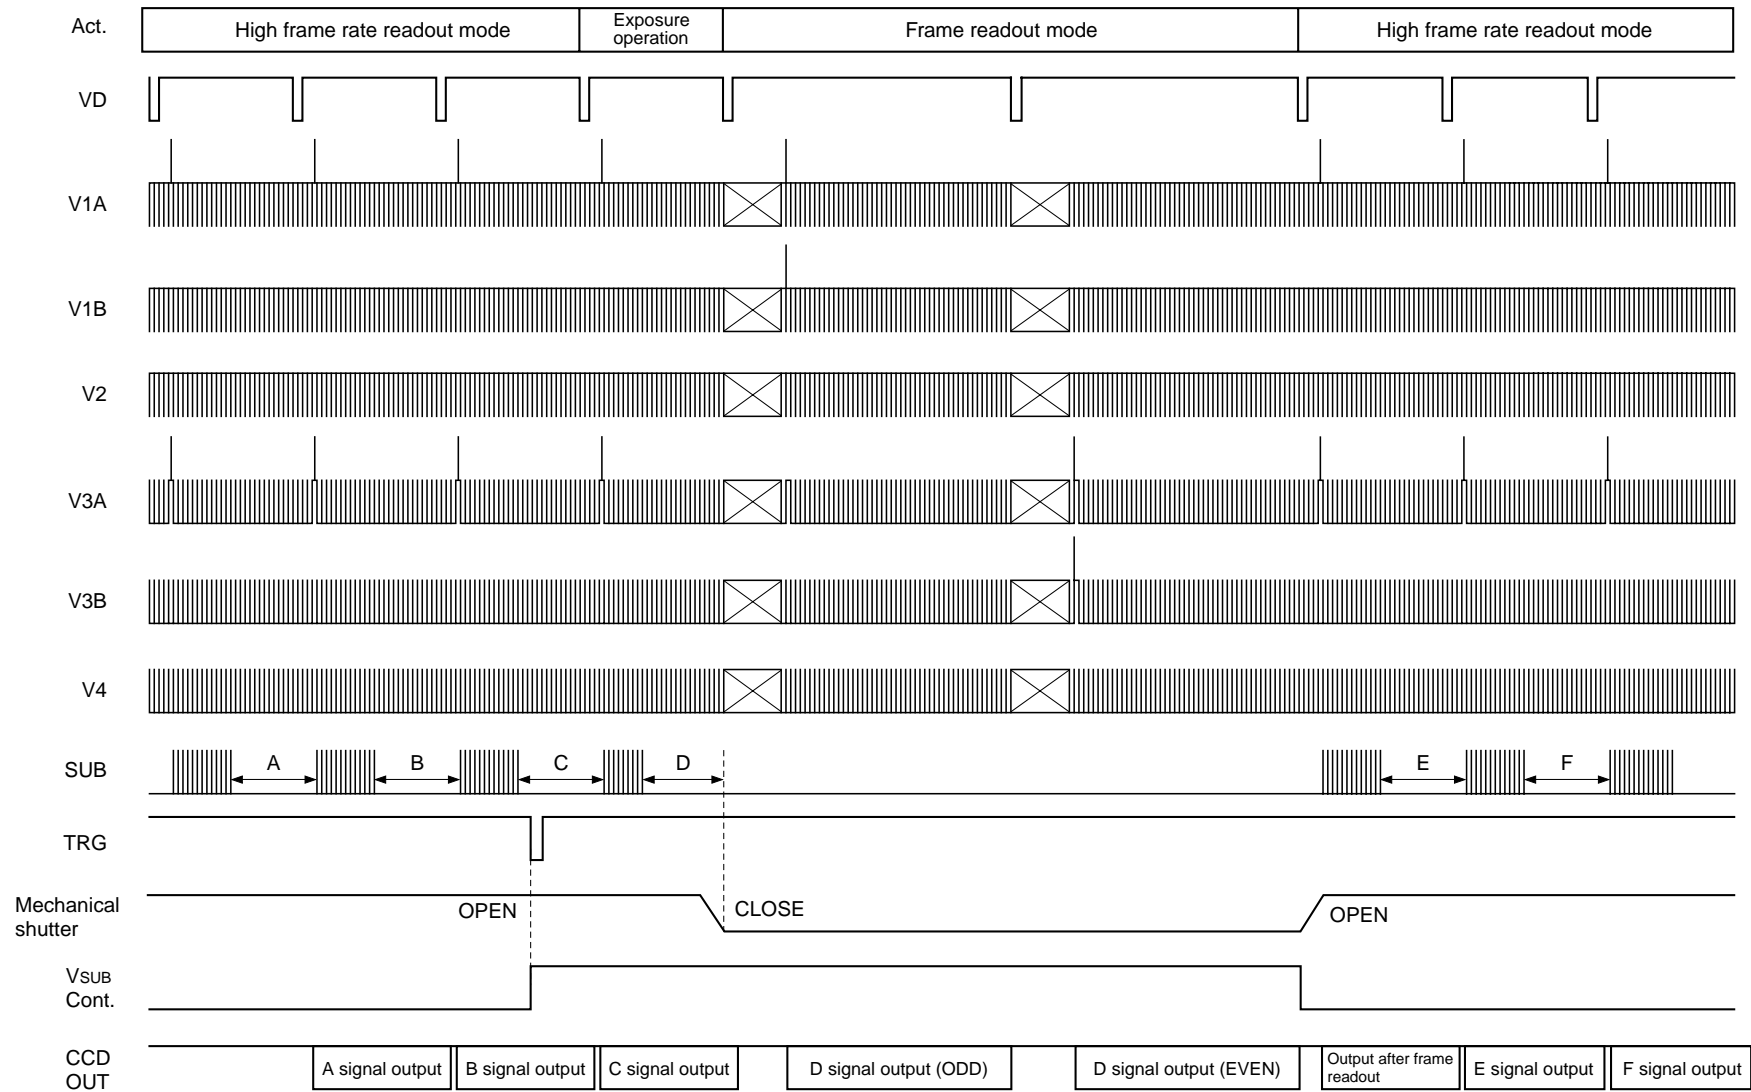 Act.
High frame rate readout mode
Exposure
operation
Frame readout mode
High frame rate readout mode
VD
V1A
V1B
V2
V3A
V3B
V4
SUB
A
B
C
D
E
F
TRG
Mechanical
shutter
OPEN
CLOSE
OPEN
VSUB
Cont.
CCD
OUT
A signal output
B signal output
C signal output
D signal output (ODD)
D signal output (EVEN)
Output after frame
readout
E signal output
F signal output